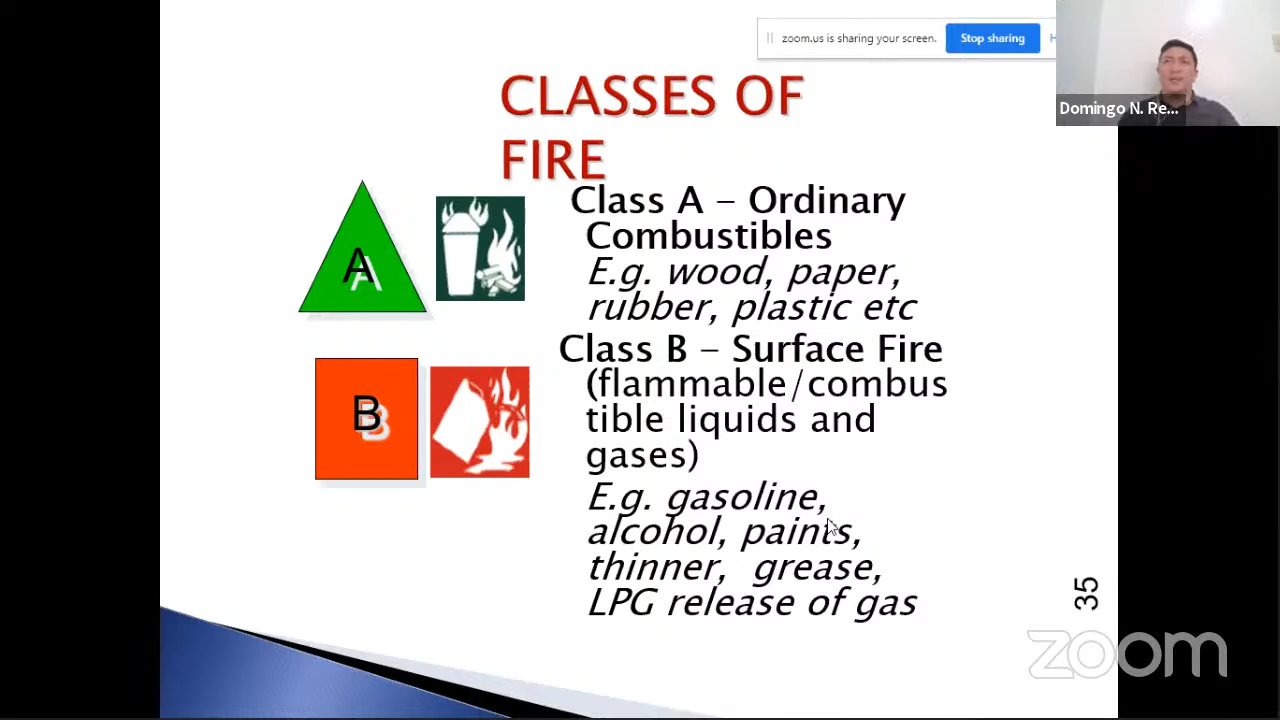 zoom.us is sharing your screen.
Stop sharing
H
Domingo N. Re...
CLASSES OF
FIRE
A
Class A – Ordinary
Combustibles
E.g. wood, paper,
rubber, plastic etc
B
Class B – Surface Fire
(flammable/combus
tible liquids and
gases)
E.g. gasoline,
alcohol, paints,
thinner, grease,
LPG release of gas
35
zoom